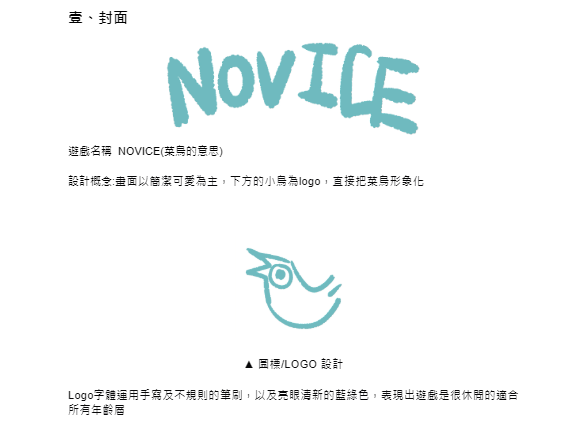 壹、封面
NOVICE
遊戲名稱 NOVICE(菜鳥的意思)
設計概念:畫面以簡潔可愛為主，下方的小鳥為logo，直接把菜鳥形象化
▲ 圖標/LOGO 設計
Logo字體運用手寫及不規則的筆刷，以及亮眼清新的藍綠色，表現出遊戲是很休閒的適合
所有年齡層